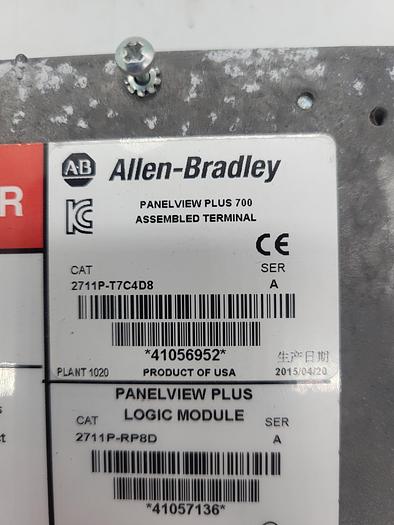 R
AB Allen-Bradley
PANELVIEW PLUS 700
ASSEMBLED TERMINAL
CE
CAT SER
2711P-T7C4D8 A
*41056952* 生产日期
PLANT 1020 PRODUCT OF USA 2015/04/20
PANELVIEW PLUS
LOGIC MODULE
CAT SER
2711P-RP8D A
*41057136*
s
ct